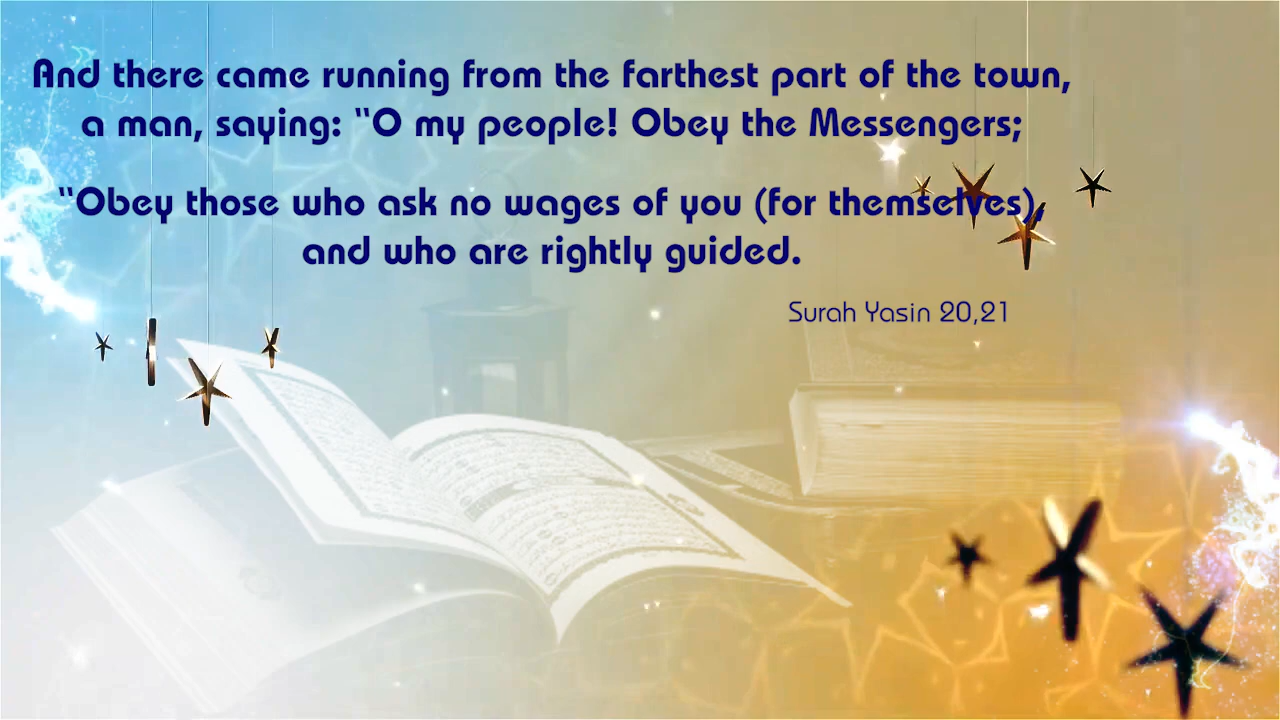 And there came running from the farthest part of the town,
a man, saying: “O my people! Obey the Messengers;
“Obey those who ask no wages of you (for themselves),
and who are rightly guided.
Surah Yasin 20,21